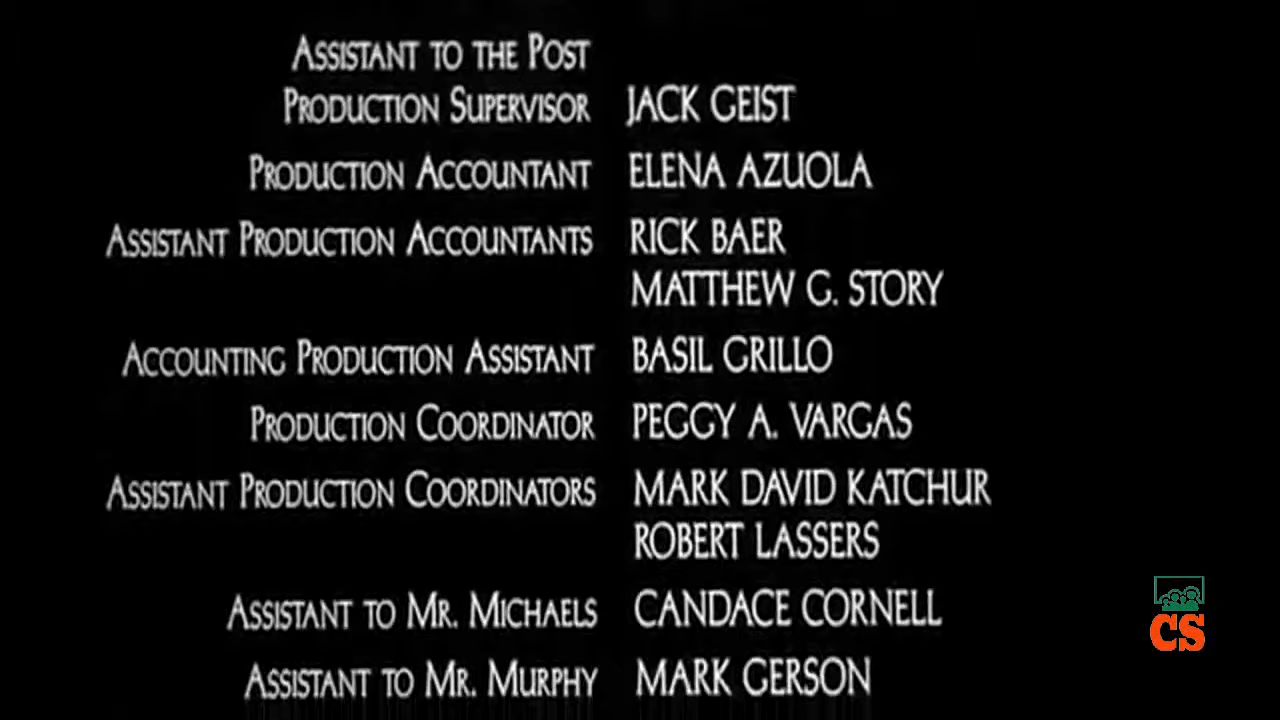 Assistant to the Post
Production Supervisor JACK GEIST
Production Accountant ELENA AZUOLA
Assistant Production Accountants RICK BAER
MATTHEW G. STORY
Accounting Production Assistant BASIL GRILLO
Production Coordinator PEGGY A. VARGAS
Assistant Production Coordinators MARK DAVID KATCHUR
ROBERT LASSERS
Assistant to Mr. Michaels CANDACE CORNELL
CS
Assistant to Mr. Murphy MARK GERSON